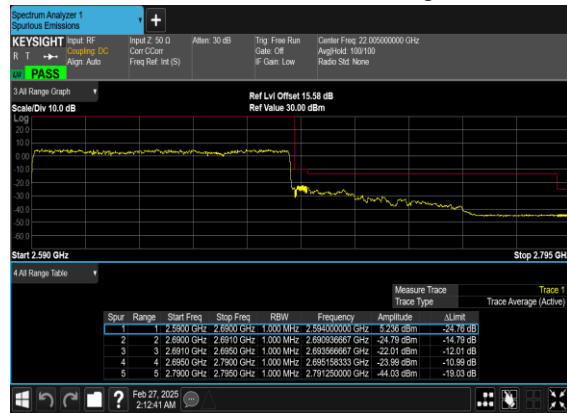 Spectrum Analyzer 1
Spurious Emissions
+
KEYSIGHT Input: RF Input Z: 50 Ω Atten: 30 dB Trig: Free Run Center Freq: 22.005000000 GHz
R T Coupling: DC Corr CCorr Gate: Off Avg|Hold: 100/100
Align: Auto Freq Ref: Int (S) IF Gain: Low Radio Std: None
PASS
3 All Range Graph
Ref Lvl Offset 15.58 dB
Scale/Div 10.0 dB Ref Value 30.00 dBm
Log
20.0
10.0
0.00
-10.0
-20.0
-30.0
-40.0
-50.0
-60.0
Start 2.590 GHz Stop 2.795 GHz
4 All Range Table
Measure Trace Trace 1
Trace Type Trace Average (Active)
Spur Range Start Freq Stop Freq RBW Frequency Amplitude ΔLimit
1 1 2.5900 GHz 2.6900 GHz 1.000 MHz 2.594000000 GHz 5.236 dBm -24.76 dB
2 2 2.6900 GHz 2.6910 GHz 1.000 MHz 2.690936667 GHz -24.79 dBm -14.79 dB
3 3 2.6910 GHz 2.6950 GHz 1.000 MHz 2.693566667 GHz -22.01 dBm -12.01 dB
4 4 2.6950 GHz 2.7900 GHz 1.000 MHz 2.695158333 GHz -23.99 dBm -10.99 dB
5 5 2.7900 GHz 2.7950 GHz 1.000 MHz 2.791250000 GHz -44.03 dBm -19.03 dB
? Feb 27, 2025
2:12:41 AM